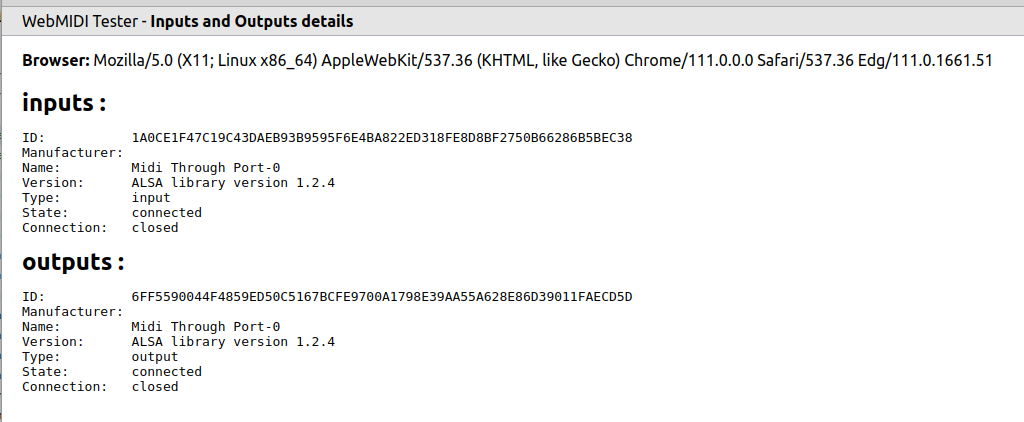 WebMIDI Tester - Inputs and Outputs details
Browser: Mozilla/5.0 (X11; Linux x86_64) AppleWebKit/537.36 (KHTML, like Gecko) Chrome/111.0.0.0 Safari/537.36 Edg/111.0.1661.51
inputs :
ID: 1A0CE1F47C19C43DAEB93B9595F6E4BA822ED318FE8D8BF2750B66286B5BEC38
Manufacturer:
Name: Midi Through Port-0
Version: ALSA library version 1.2.4
Type: input
State: connected
Connection: closed
outputs :
ID: 6FF5590044F4859ED50C5167BCFE9700A1798E39AA55A628E86D39011FAECD5D
Manufacturer:
Name: Midi Through Port-0
Version: ALSA library version 1.2.4
Type: output
State: connected
Connection: closed